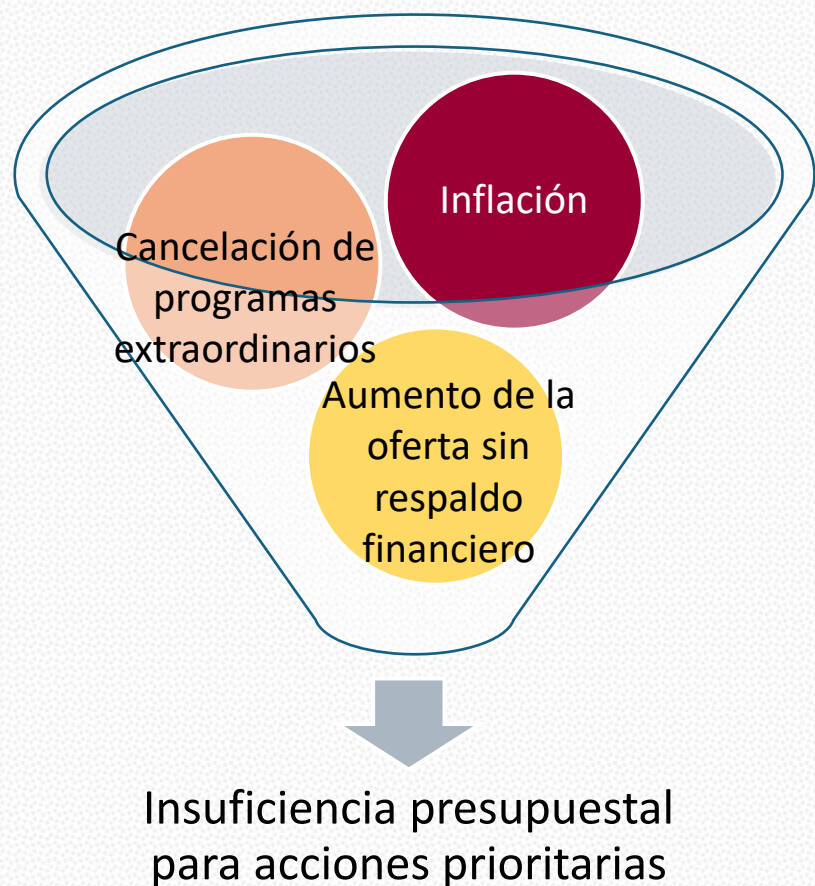 Inflación
Cancelación de
programas
extraordinarios
Aumento de la
oferta sin
respaldo
financiero
Insuficiencia presupuestal
para acciones prioritarias